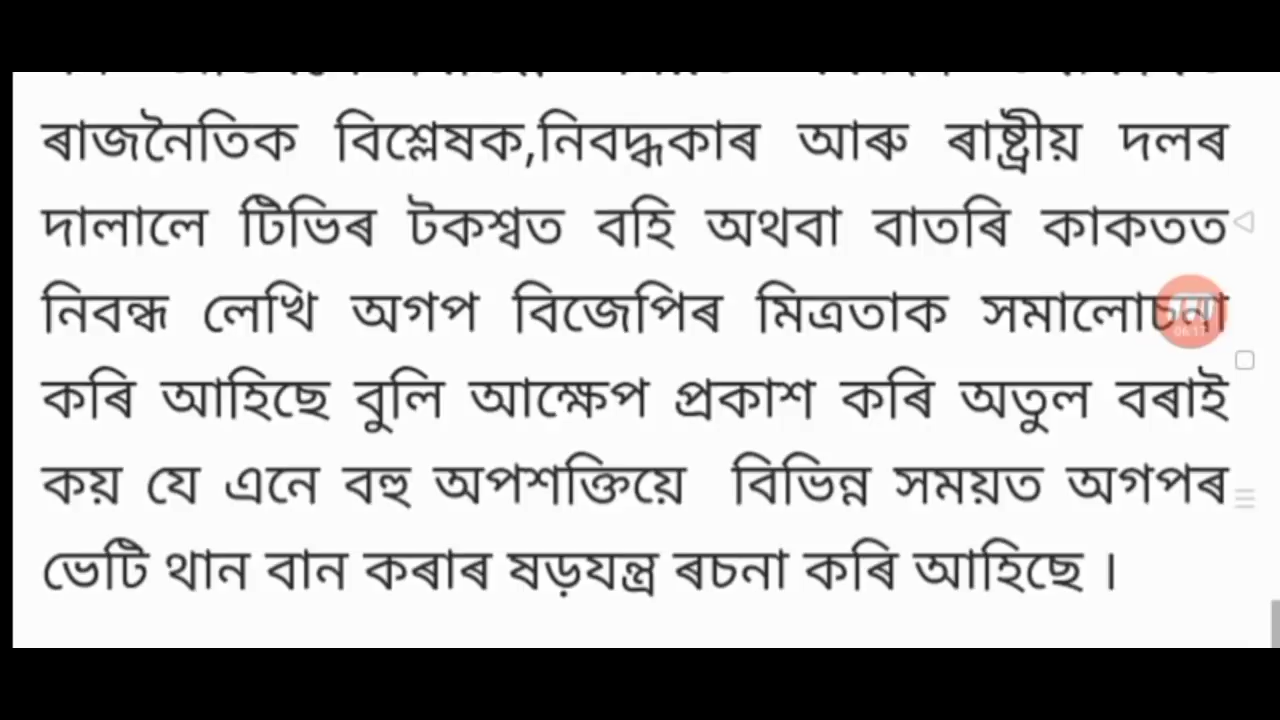 ৰাজনৈতিক বিশ্লেষক,নিবদ্ধকাৰ আৰু ৰাষ্ট্ৰীয় দলৰ
দালালে টিভিৰ টকশ্বত বহি অথবা বাতৰি কাকতত
নিবন্ধ লেখি অগপ বিজেপিৰ মিত্ৰতাক সমালোচনা
কৰি আহিছে বুলি আক্ষেপ প্ৰকাশ কৰি অতুল বৰাই
কয় যে এনে বহু অপশক্তিয়ে বিভিন্ন সময়ত অগপৰ
ভেটি থান বান কৰাৰ ষড়যন্ত্ৰ ৰচনা কৰি আহিছে ।